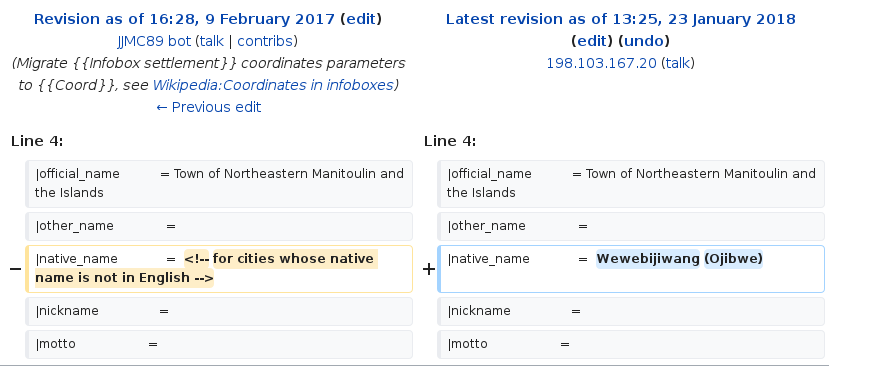 Revision as of 16:28, 9 February 2017 (edit)
JJMC89 bot (talk | contribs)
(Migrate {{Infobox settlement}} coordinates parameters
to {{Coord}}, see Wikipedia:Coordinates in infoboxes)
← Previous edit
Latest revision as of 13:25, 23 January 2018
(edit) (undo)
198.103.167.20 (talk)
Line 4:
Line 4:
|official_name = Town of Northeastern Manitoulin and
the Islands
|official_name = Town of Northeastern Manitoulin and
the Islands
|other_name =
|other_name =
− |native_name = <!-- for cities whose native
name is not in English -->
+ |native_name = Wewebijiwang (Ojibwe)
|nickname =
|nickname =
|motto =
|motto =